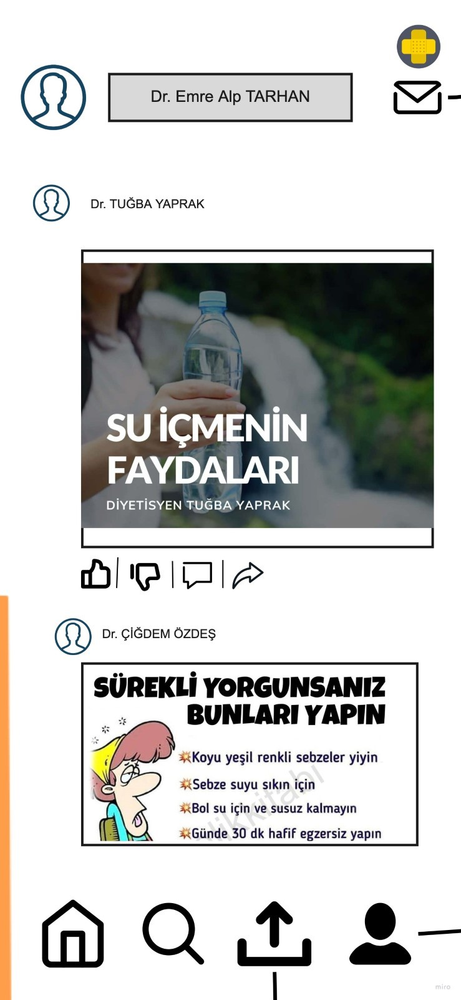 Dr. Emre Alp TARHAN
Dr. TUĞBA YAPRAK
SU İÇMENİN
FAYDALARI
DİYETİSYEN TUĞBA YAPRAK
Dr. ÇİĞDEM ÖZDEŞ
SÜREKLİ YORGUNSANIZ
BUNLARI YAPIN
Koyu yeşil renkli sebzeler yiyin
Sebze suyu sıkın için
Bol su için ve susuz kalmayın
Günde 30 dk hafif egzersiz yapın
miro